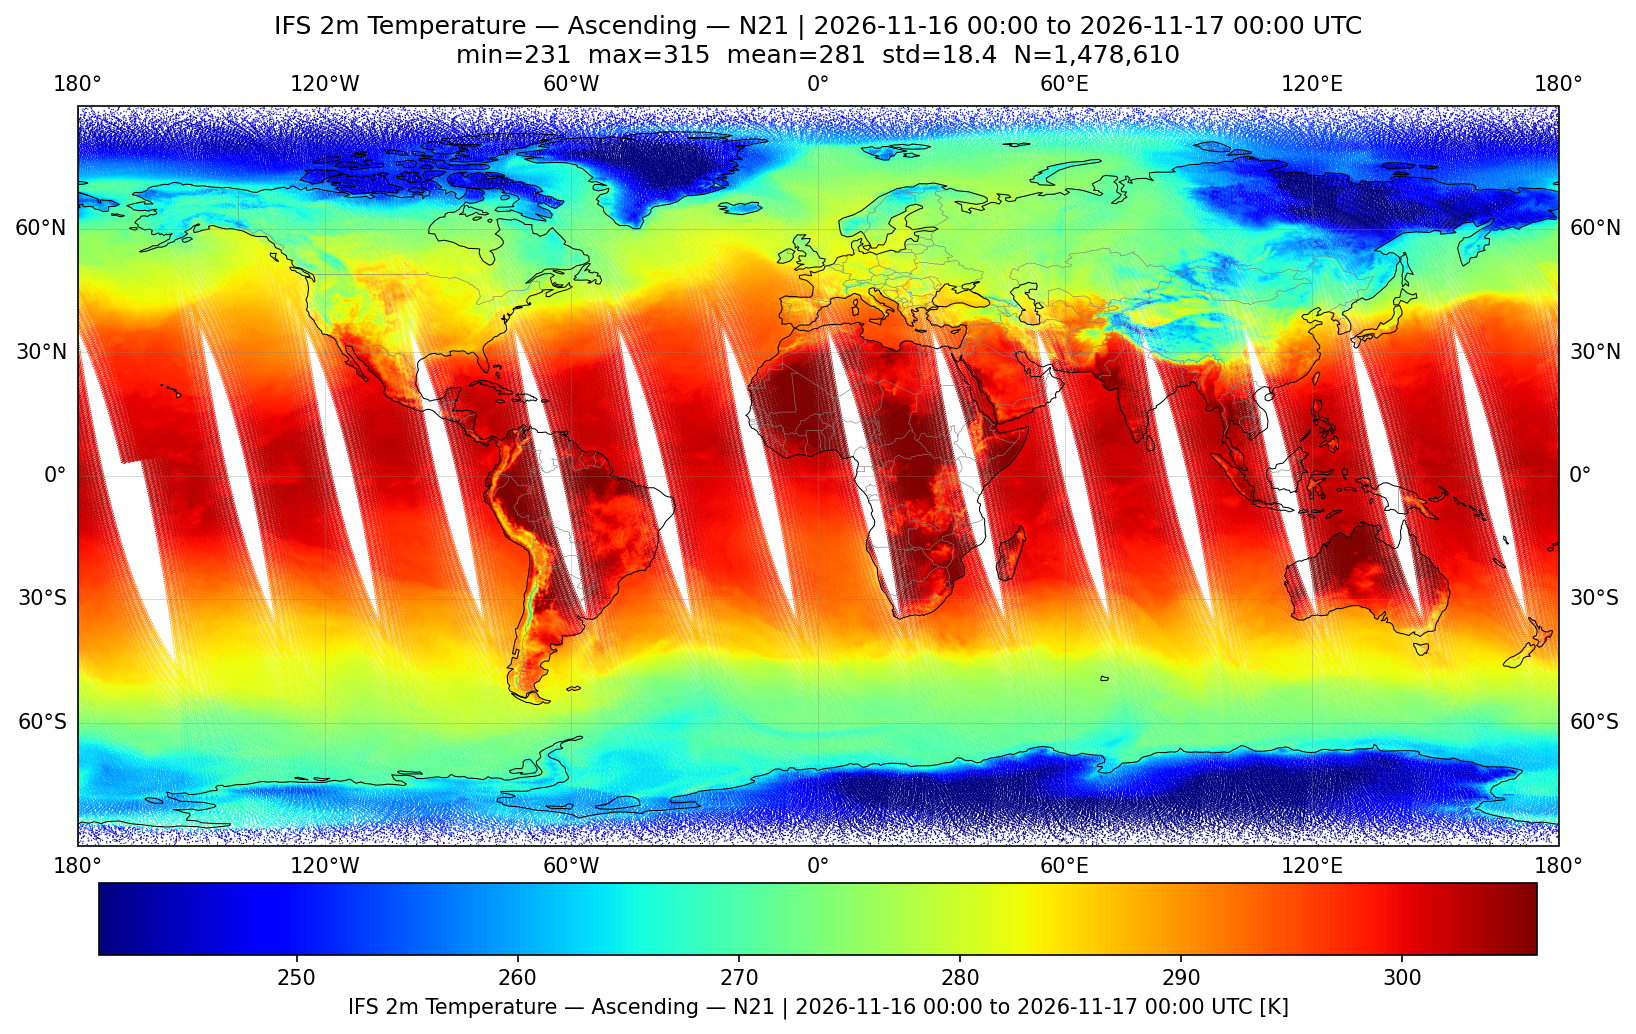 IFS 2m Temperature — Ascending — N21 | 2026-11-16 00:00 to 2026-11-17 00:00 UTC
min=231  max=315  mean=281  std=18.4  N=1,478,610
180° 120°W 60°W 0° 60°E 120°E 180°
60°N 60°N
30°N 30°N
0° 0°
30°S 30°S
60°S 60°S
180° 120°W 60°W 0° 60°E 120°E 180°
250 260 270 280 290 300
IFS 2m Temperature — Ascending — N21 | 2026-11-16 00:00 to 2026-11-17 00:00 UTC [K]